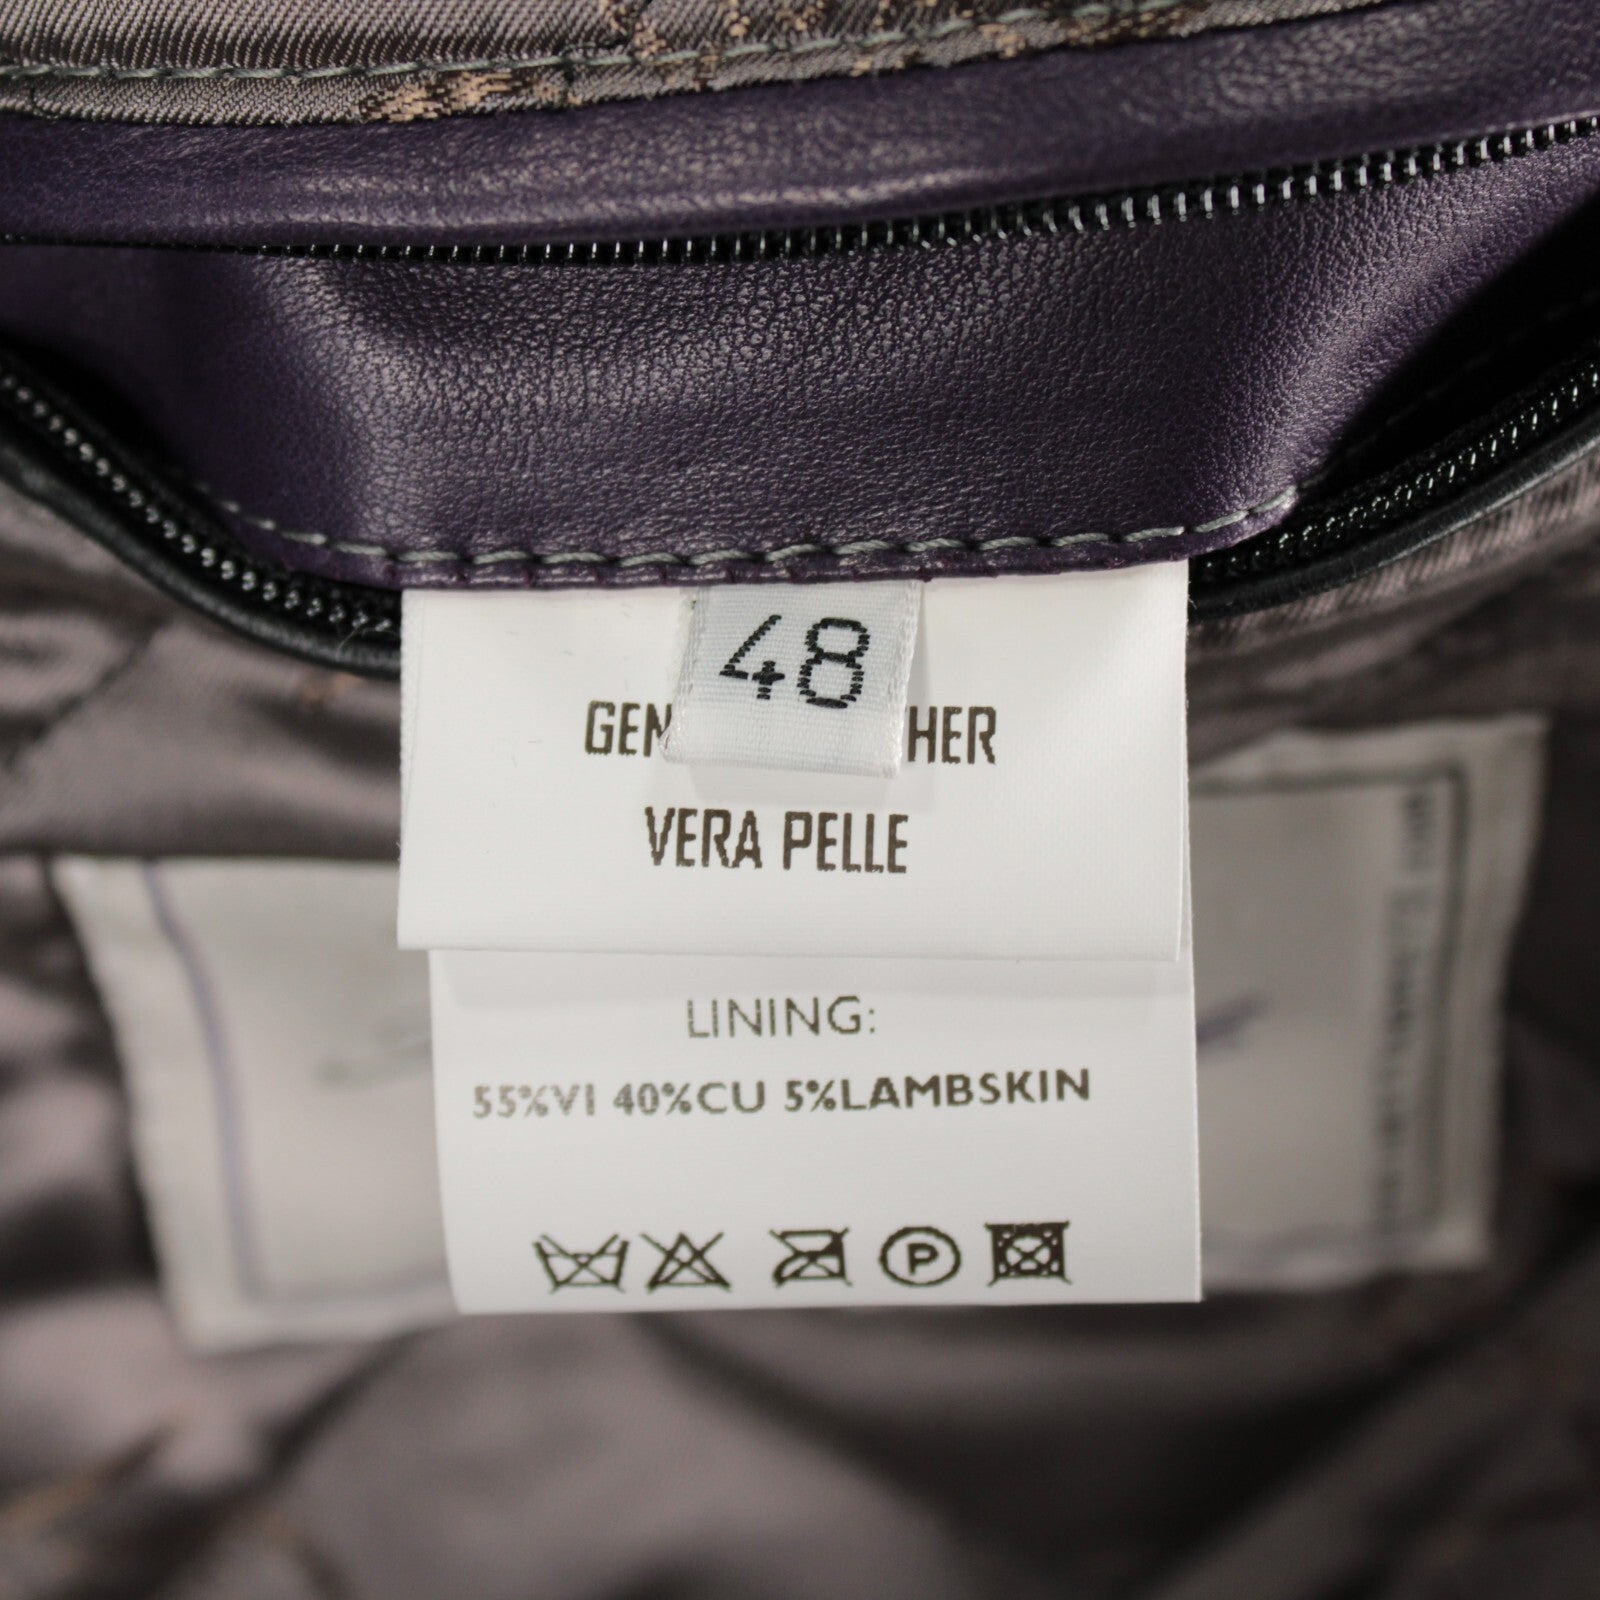 48
GEN HER
VERA PELLE
LINING:
55%VI 40%CU 5%LAMBSKIN
P